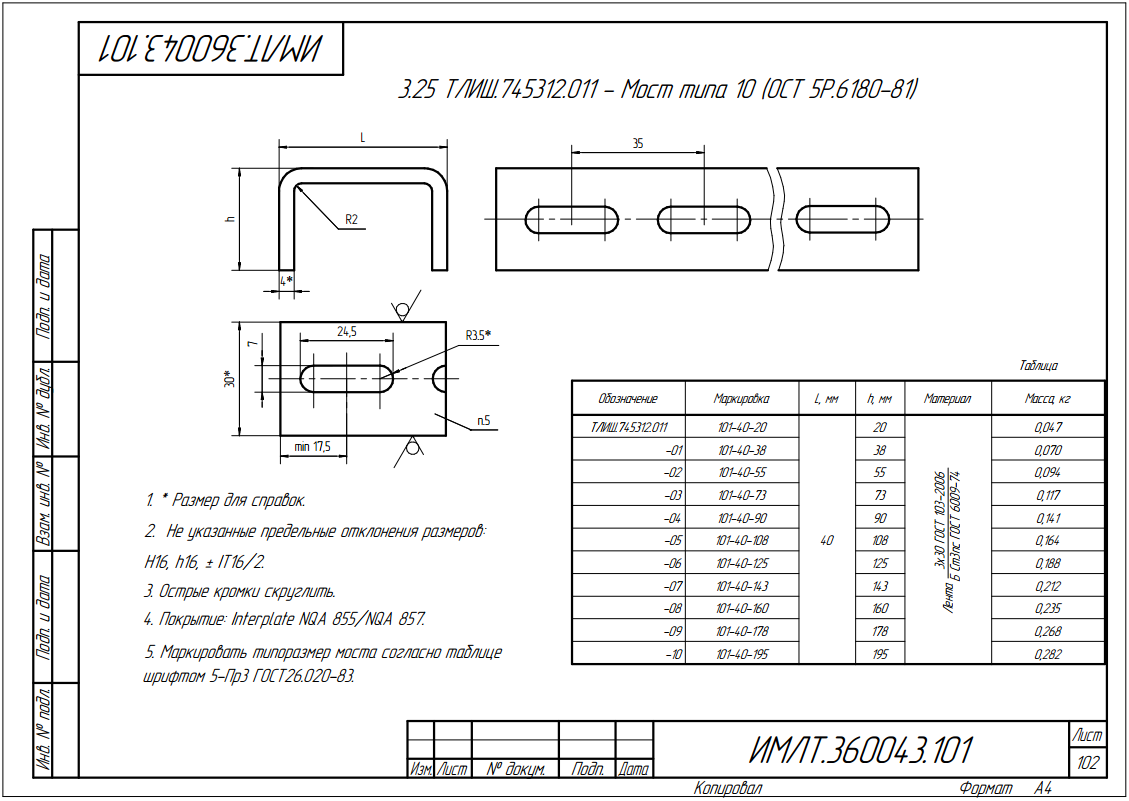 ИМЛТ.360043.101
3.25 ТЛИШ.745312.011 - Мост типа 10 (ОСТ 5Р.6180-81)
L
35
h
R2
4*
24,5
R3.5*
7
30*
п.5
min 17,5
Таблица
Обозначение Маркировка L, мм h, мм Материал Масса, кг
ТЛИШ.745312.011 101-40-20 20 0,047
-01 101-40-38 38 0,070
-02 101-40-55 55 0,094
-03 101-40-73 73 0,117
-04 101-40-90 90 0,141
-05 101-40-108 40 108 0,164
-06 101-40-125 125 0,188
-07 101-40-143 143 0,212
-08 101-40-160 160 0,235
-09 101-40-178 178 0,268
-10 101-40-195 195 0,282
Лента
3х30 ГОСТ 103-2006
Б Ст3пс ГОСТ 6009-74
1. * Размер для справок.
2. Не указанные предельные отклонения размеров:
H16, h16, ± IT16/2.
3. Острые кромки скруглить.
4. Покрытие: Interplate NQA 855/NQA 857.
5. Маркировать типоразмер моста согласно таблице
шрифтом 5-Пр3 ГОСТ26.020-83.
Подп. и дата
Инв. № дубл.
Взам. инв. №
Подп. и дата
Инв. № подл.
Изм. Лист № докум. Подп. Дата
ИМЛТ.360043.101
Лист
102
Копировал Формат А4